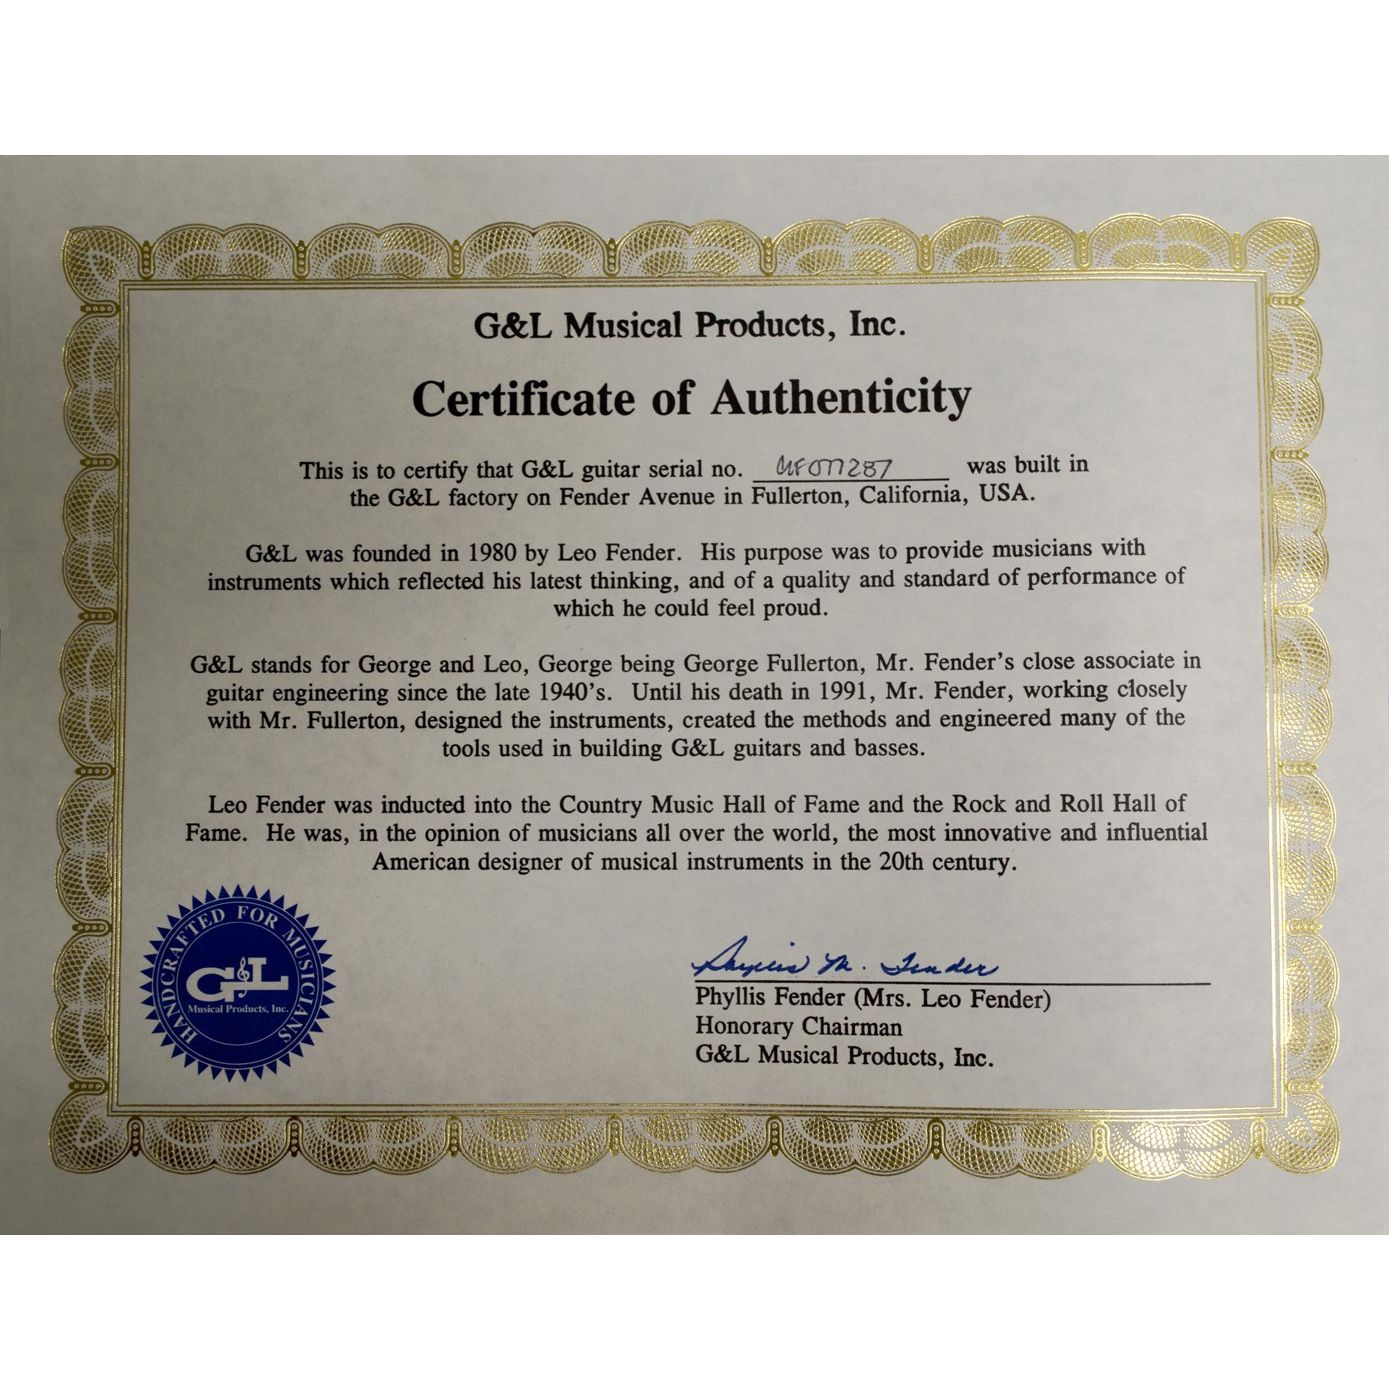 G&L Musical Products, Inc.
Certificate of Authenticity
This is to certify that G&L guitar serial no. was built in
the G&L factory on Fender Avenue in Fullerton, California, USA.
G&L was founded in 1980 by Leo Fender. His purpose was to provide musicians with
instruments which reflected his latest thinking, and of a quality and standard of performance of
which he could feel proud.
G&L stands for George and Leo, George being George Fullerton, Mr. Fender's close associate in
guitar engineering since the late 1940's. Until his death in 1991, Mr. Fender, working closely
with Mr. Fullerton, designed the instruments, created the methods and engineered many of the
tools used in building G&L guitars and basses.
Leo Fender was inducted into the Country Music Hall of Fame and the Rock and Roll Hall of
Fame. He was, in the opinion of musicians all over the world, the most innovative and influential
American designer of musical instruments in the 20th century.
HANDCRAFTED FOR MUSICIANS
G&L
Musical Products, Inc.
Phyllis M. Fender
Phyllis Fender (Mrs. Leo Fender)
Honorary Chairman
G&L Musical Products, Inc.